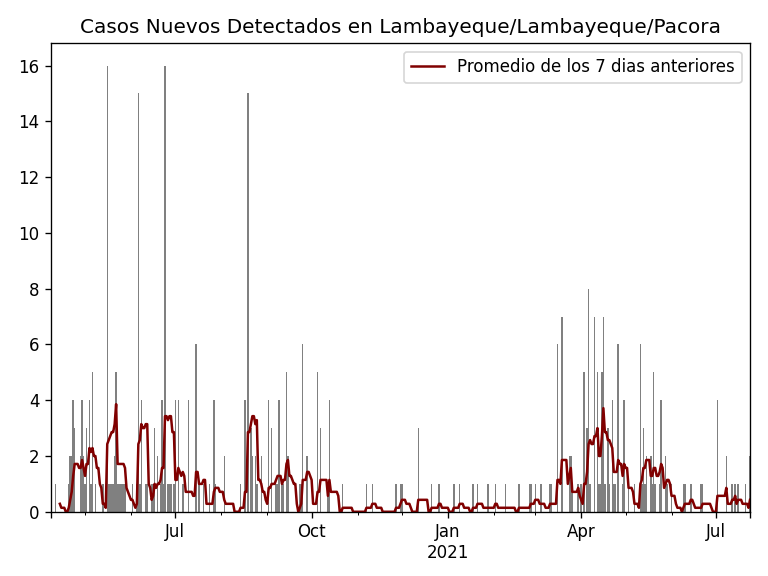 Casos Nuevos Detectados en Lambayeque/Lambayeque/Pacora
Promedio de los 7 dias anteriores
16
14
12
10
8
6
4
2
0
Jul
Oct
Jan
Apr
Jul
2021